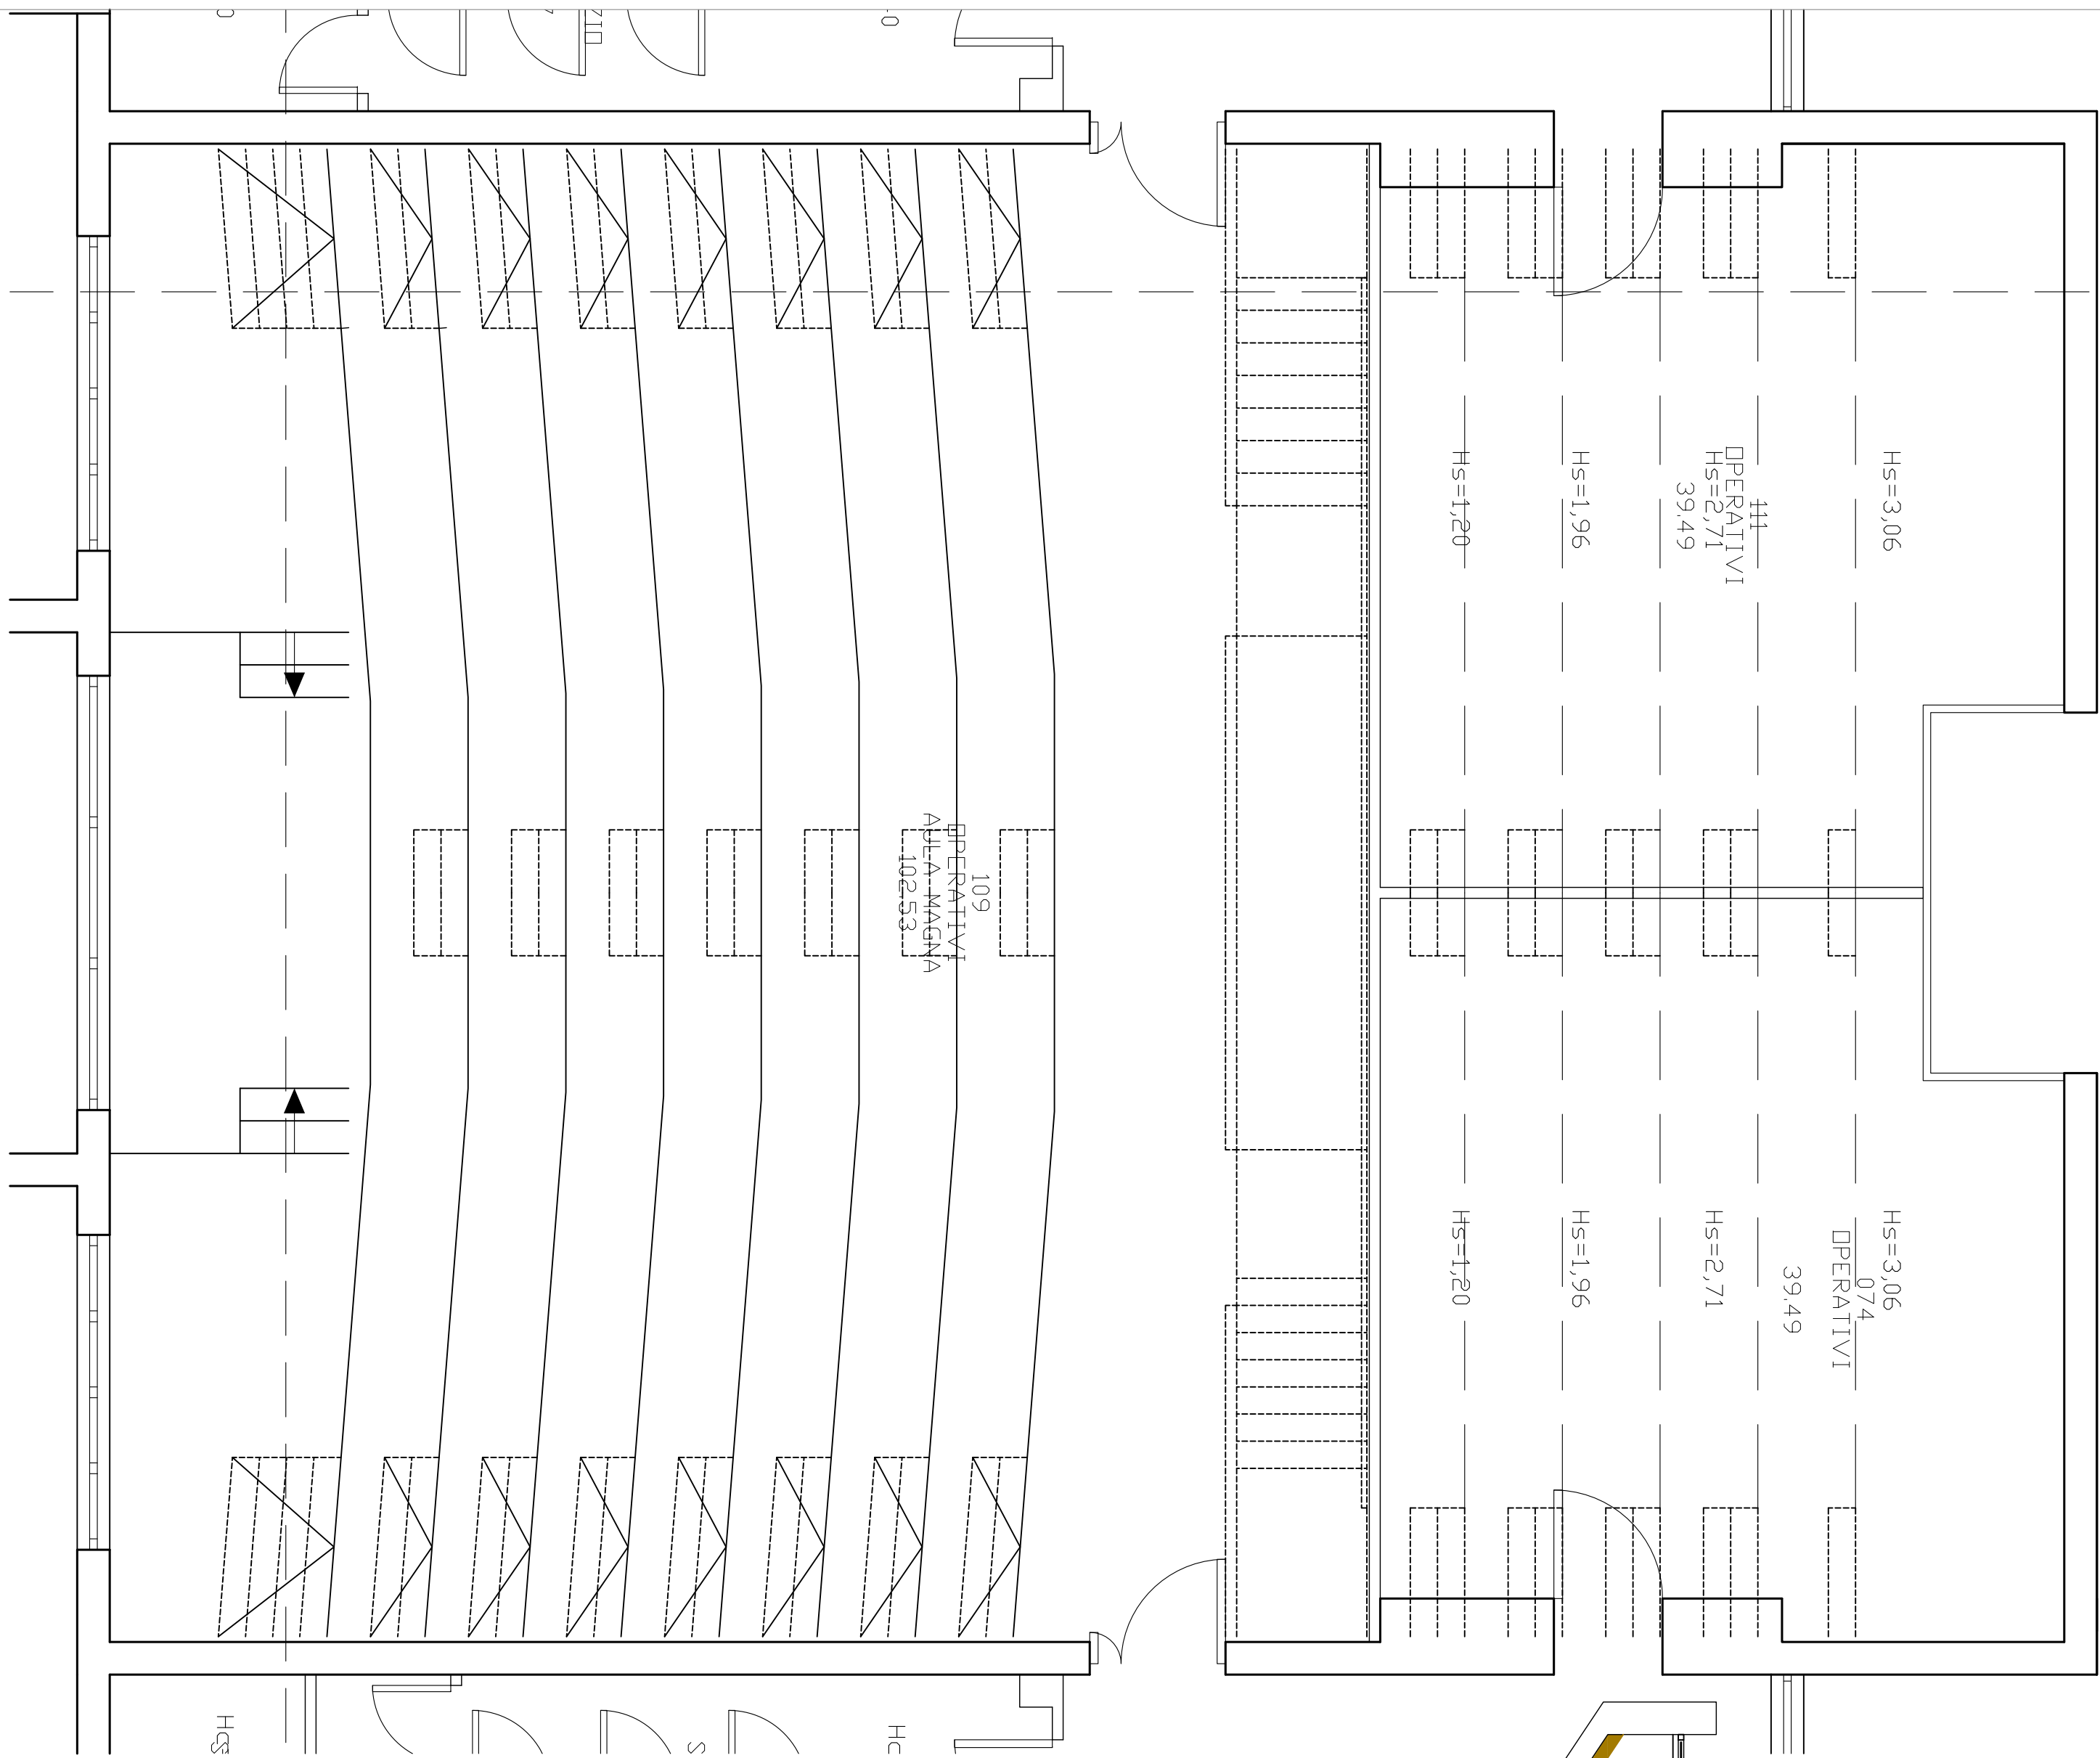 Hs=1,20
Hs=1,96
111
OPERATIVI
Hs=2,71
39.49
Hs=3,06
109
OPERATIVI
AULA MAGNA
102.53
Hs=1,20
Hs=1,96
Hs=2,71
Hs=3,06
074
OPERATIVI
39.49